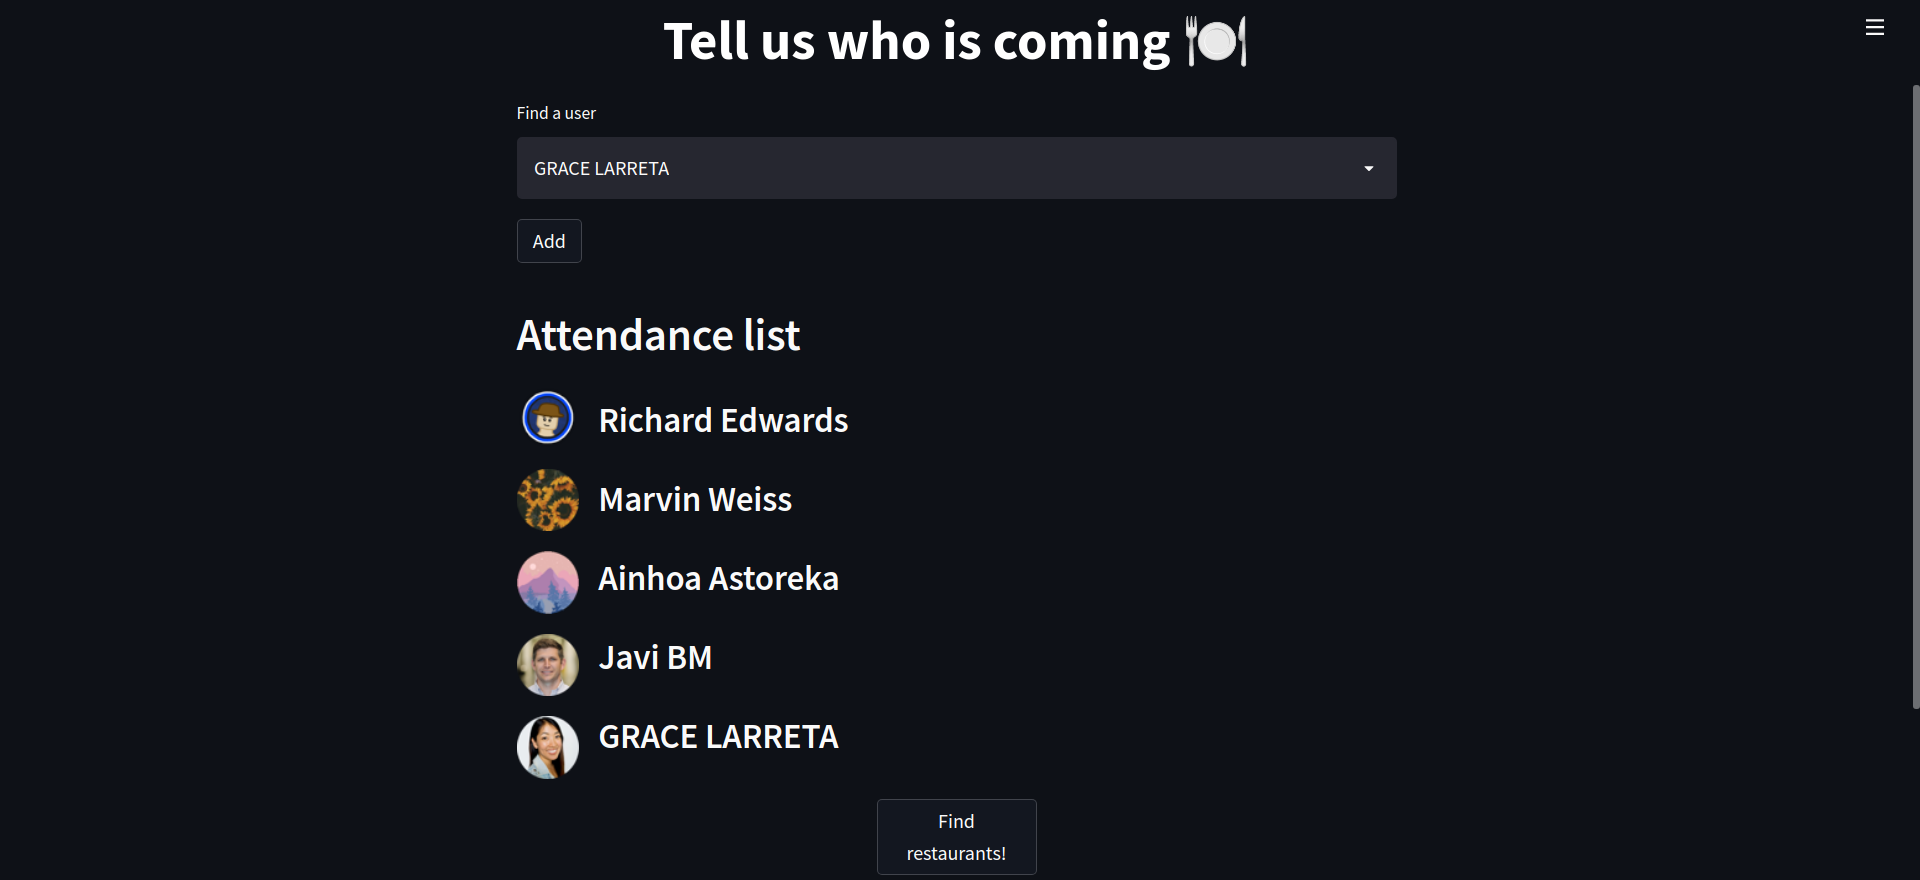 Tell us who is coming 🍽️
Find a user
GRACE LARRETA
Add
Attendance list
Richard Edwards
Marvin Weiss
Ainhoa Astoreka
Javi BM
GRACE LARRETA
Find
restaurants!